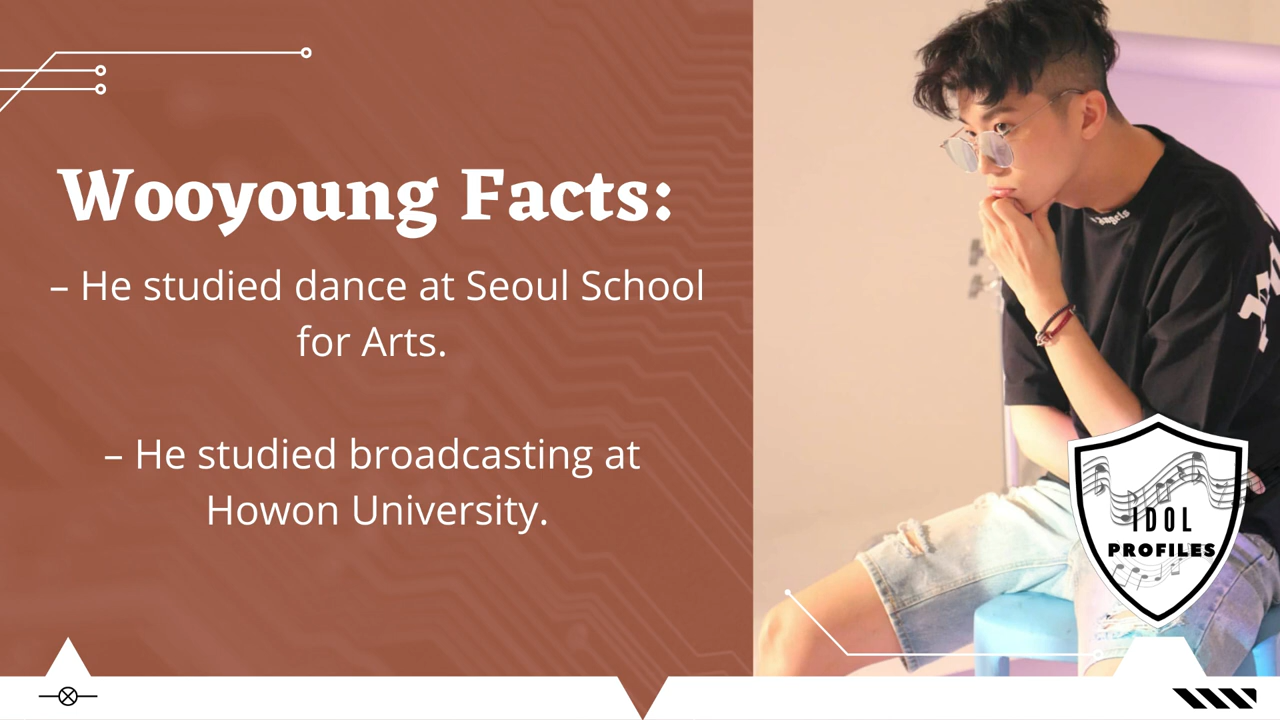 Wooyoung Facts:
– He studied dance at Seoul School
for Arts.
– He studied broadcasting at
Howon University.
IDOL
PROFILES